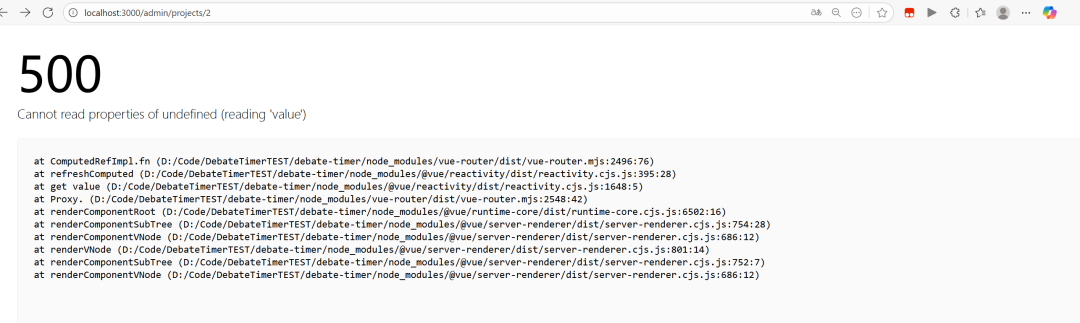 localhost:3000/admin/projects/2
500
Cannot read properties of undefined (reading 'value')
at ComputedRefImpl.fn (D:/Code/DebateTimerTEST/debate-timer/node_modules/vue-router/dist/vue-router.mjs:2496:76)
at refreshComputed (D:/Code/DebateTimerTEST/debate-timer/node_modules/@vue/reactivity/dist/reactivity.cjs.js:395:28)
at get value (D:/Code/DebateTimerTEST/debate-timer/node_modules/@vue/reactivity/dist/reactivity.cjs.js:1648:5)
at Proxy. (D:/Code/DebateTimerTEST/debate-timer/node_modules/vue-router/dist/vue-router.mjs:2548:42)
at renderComponentRoot (D:/Code/DebateTimerTEST/debate-timer/node_modules/@vue/runtime-core/dist/runtime-core.cjs.js:6502:16)
at renderComponentSubTree (D:/Code/DebateTimerTEST/debate-timer/node_modules/@vue/server-renderer/dist/server-renderer.cjs.js:754:28)
at renderComponentVNode (D:/Code/DebateTimerTEST/debate-timer/node_modules/@vue/server-renderer/dist/server-renderer.cjs.js:686:12)
at renderVNode (D:/Code/DebateTimerTEST/debate-timer/node_modules/@vue/server-renderer/dist/server-renderer.cjs.js:801:14)
at renderComponentSubTree (D:/Code/DebateTimerTEST/debate-timer/node_modules/@vue/server-renderer/dist/server-renderer.cjs.js:752:7)
at renderComponentVNode (D:/Code/DebateTimerTEST/debate-timer/node_modules/@vue/server-renderer/dist/server-renderer.cjs.js:686:12)